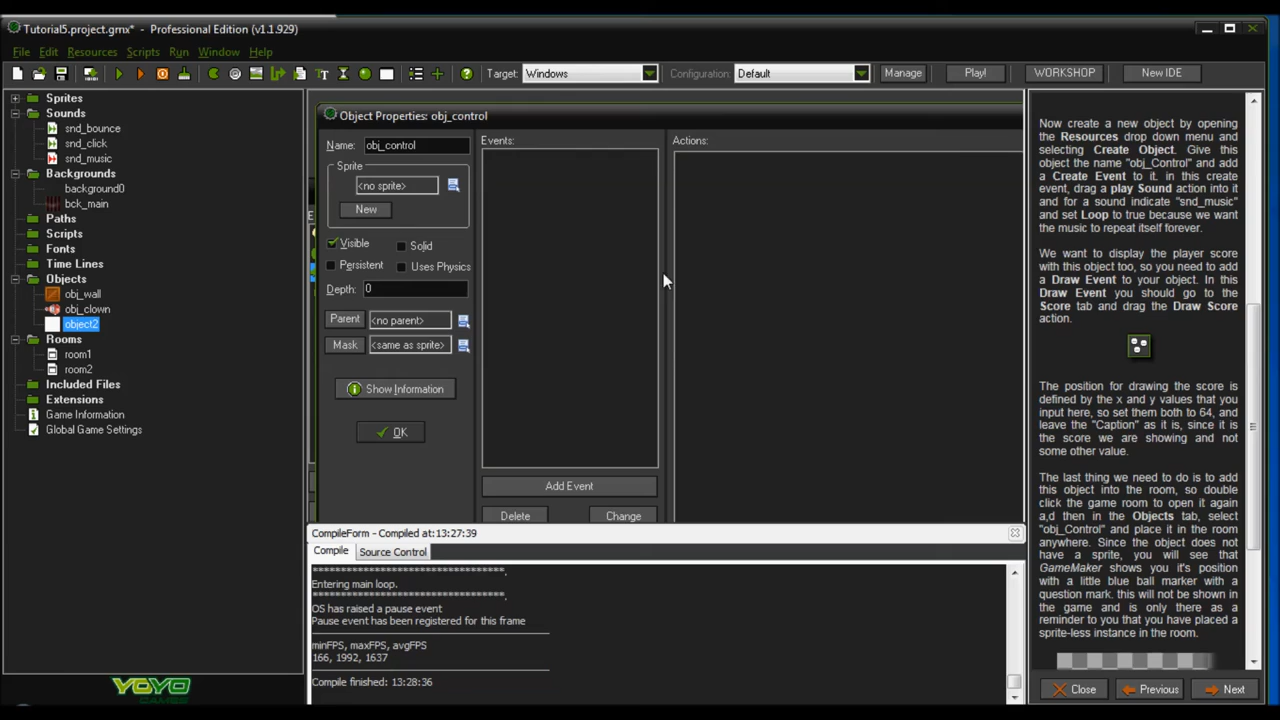 Tutorial5.project.gmx* - Professional Edition (v1.1.929)
File Edit Resources Scripts Run Window Help
Target: Windows Configuration: Default Manage Play! WORKSHOP New IDE
Sprites
Sounds
snd_bounce
snd_click
snd_music
Backgrounds
background0
bck_main
Paths
Scripts
Fonts
Time Lines
Objects
obj_wall
obj_clown
object2
Rooms
room1
room2
Included Files
Extensions
Game Information
Global Game Settings
YOYO
GAMES
Object Properties: obj_control
Name: obj_control
Sprite
<no sprite>
New
Visible Solid
Persistent Uses Physics
Depth: 0
Parent <no parent>
Mask <same as sprite>
Show Information
OK
Events:
Add Event
Delete Change
Actions:
CompileForm - Compiled at:13:27:39
Compile Source Control
***********************************.
Entering main loop.
***********************************.
OS has raised a pause event
Pause event has been registered for this frame
minFPS, maxFPS, avgFPS
166, 1992, 1637
Compile finished: 13:28:36
Now create a new object by opening
the Resources drop down menu and
selecting Create Object. Give this
object the name "obj_Control" and add
a Create Event to it. in this create
event, drag a play Sound action into it
and for a sound indicate "snd_music"
and set Loop to true because we want
the music to repeat itself forever.
We want to display the player score
with this object too, so you need to add
a Draw Event to your object. In this
Draw Event you should go to the
Score tab and drag the Draw Score
action.
The position for drawing the score is
defined by the x and y values that you
input here, so set them both to 64, and
leave the "Caption" as it is, since it is
the score we are showing and not
some other value.
The last thing we need to do is to add
this object into the room, so double
click the game room to open it again
a,d then in the Objects tab, select
"obj_Control" and place it in the room
anywhere. Since the object does not
have a sprite, you will see that
GameMaker shows you it's position
with a little blue ball marker with a
question mark. this will not be shown in
the game and is only there as a
reminder to you that you have placed a
sprite-less instance in the room.
Close Previous Next